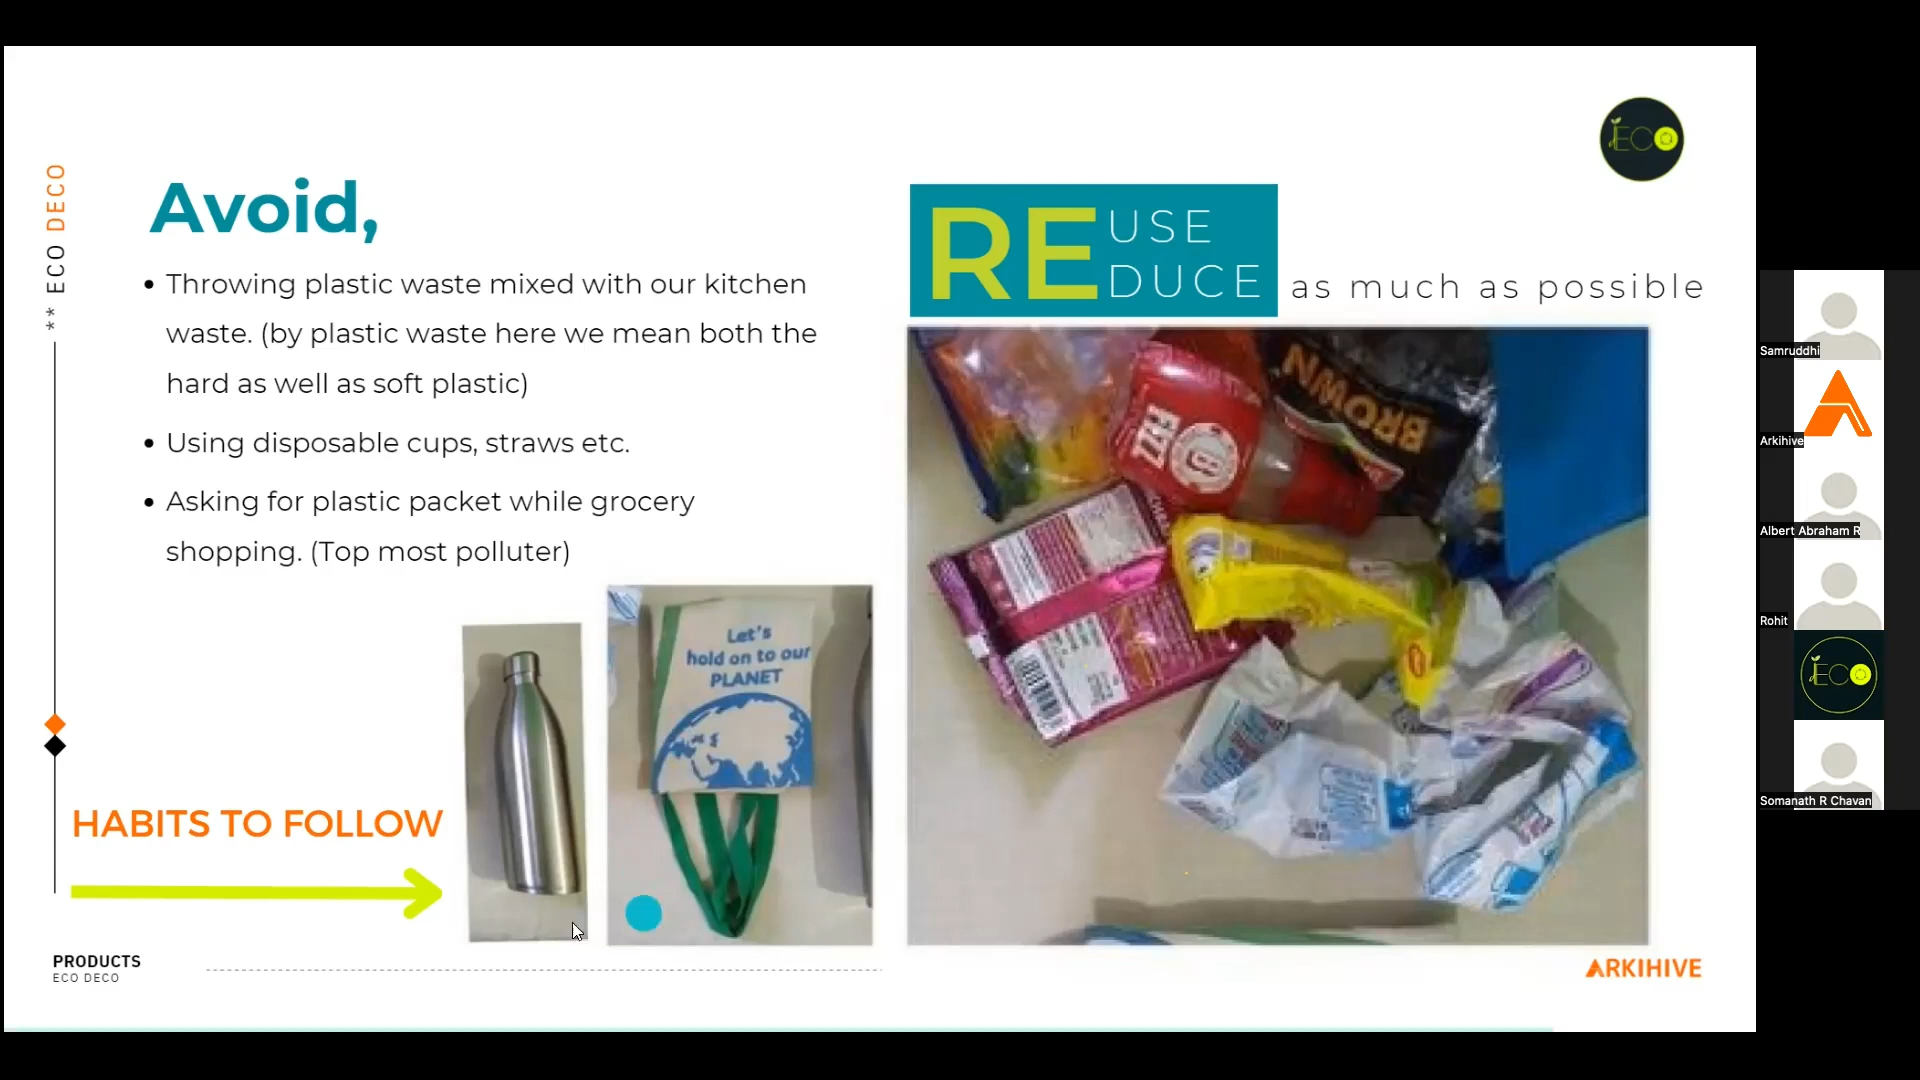 ** ECO DECO
Avoid,
• Throwing plastic waste mixed with our kitchen
waste. (by plastic waste here we mean both the
hard as well as soft plastic)
• Using disposable cups, straws etc.
• Asking for plastic packet while grocery
shopping. (Top most polluter)
HABITS TO FOLLOW
Let's
hold on to our
PLANET
PRODUCTS
ECO DECO
ECO
REUSE
DUCE as much as possible
BROWN
ARKIHIVE
Samruddhi
Arkihive
Albert Abraham R
Rohit
ECO
Somanath R Chavan